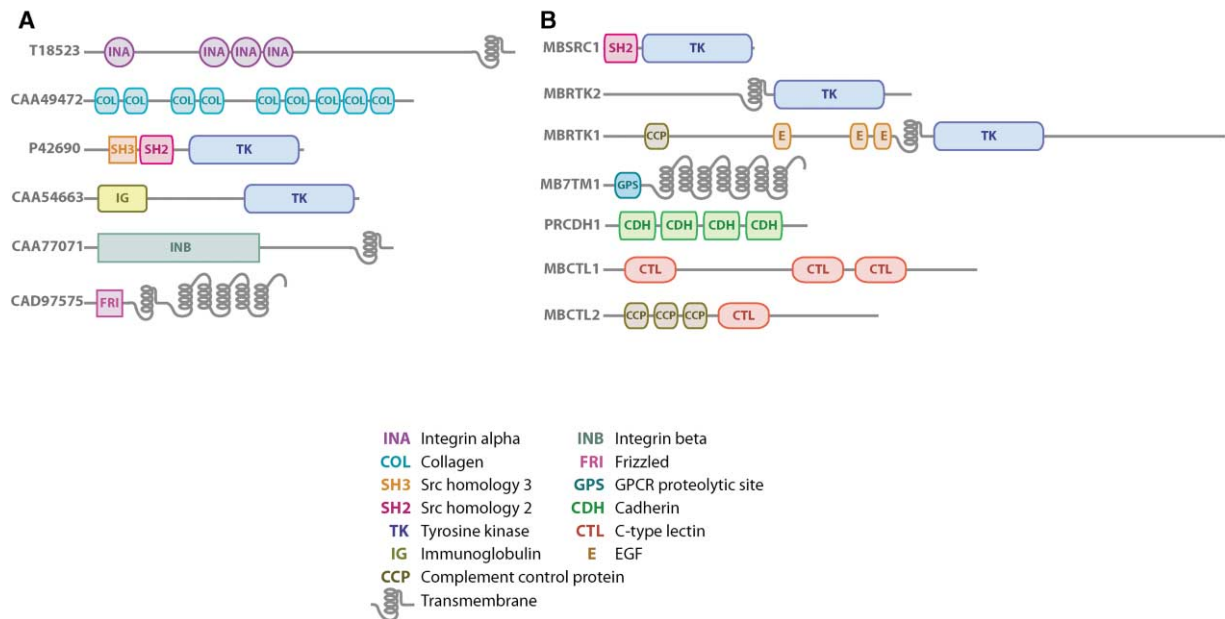 A
T18523 INA INA INA INA
CAA49472 COL COL COL COL COL COL COL COL COL
P42690 SH3 SH2 TK
CAA54663 IG TK
CAA77071 INB
CAD97575 FRI
B
MBSRC1 SH2 TK
MBRTK2 TK
MBRTK1 CCP E E E TK
MB7TM1 GPS
PRCDH1 CDH CDH CDH CDH
MBCTL1 CTL CTL CTL
MBCTL2 CCP CCP CCP CTL
INA Integrin alpha
COL Collagen
SH3 Src homology 3
SH2 Src homology 2
TK Tyrosine kinase
IG Immunoglobulin
CCP Complement control protein
Transmembrane
INB Integrin beta
FRI Frizzled
GPS GPCR proteolytic site
CDH Cadherin
CTL C-type lectin
E EGF